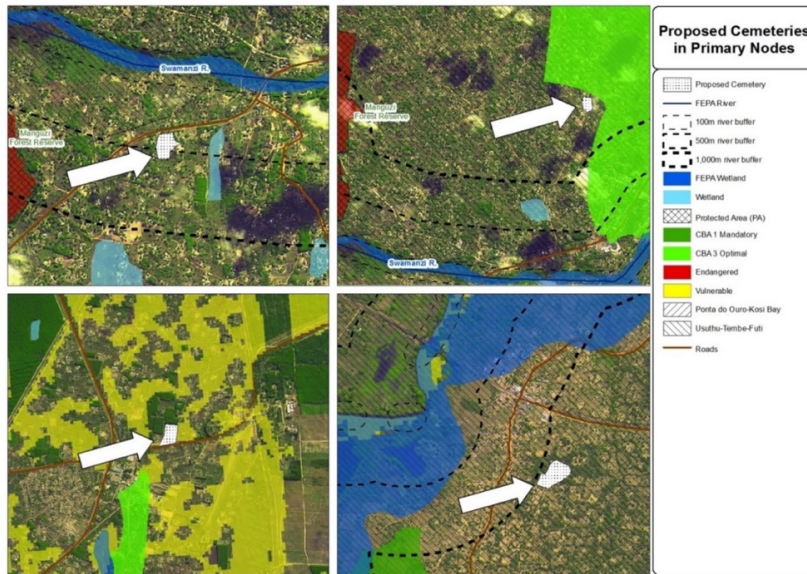 Proposed Cemeteries
in Primary Nodes
Proposed Cemetery
FEPA River
100m river buffer
500m river buffer
1,000m river buffer
FEPA Wetland
Wetland
Protected Area (PA)
CBA 1 Mandatory
CBA 3 Optimal
Endangered
Vulnerable
Ponta do Ouro-Kosi Bay
Usuthu-Tembe-Futi
Roads
Swamanzi R.
Manguzi
Forest Reserve
Manguzi
Forest Reserve
Swamanzi R.